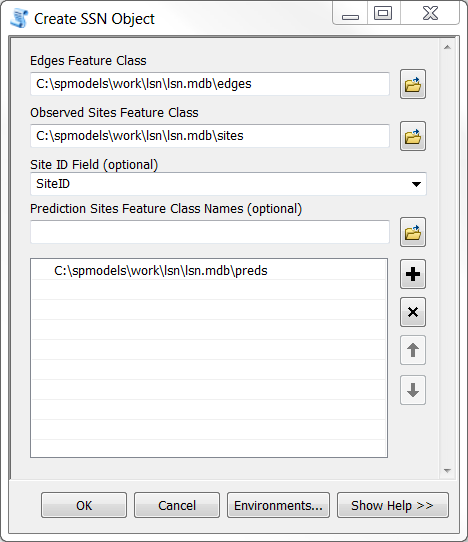 Create SSN Object
Edges Feature Class
C:\spmodels\work\lsn\lsn.mdb\edges
Observed Sites Feature Class
C:\spmodels\work\lsn\lsn.mdb\sites
Site ID Field (optional)
SiteID
Prediction Sites Feature Class Names (optional)
C:\spmodels\work\lsn\lsn.mdb\preds
OK
Cancel
Environments...
Show Help >>